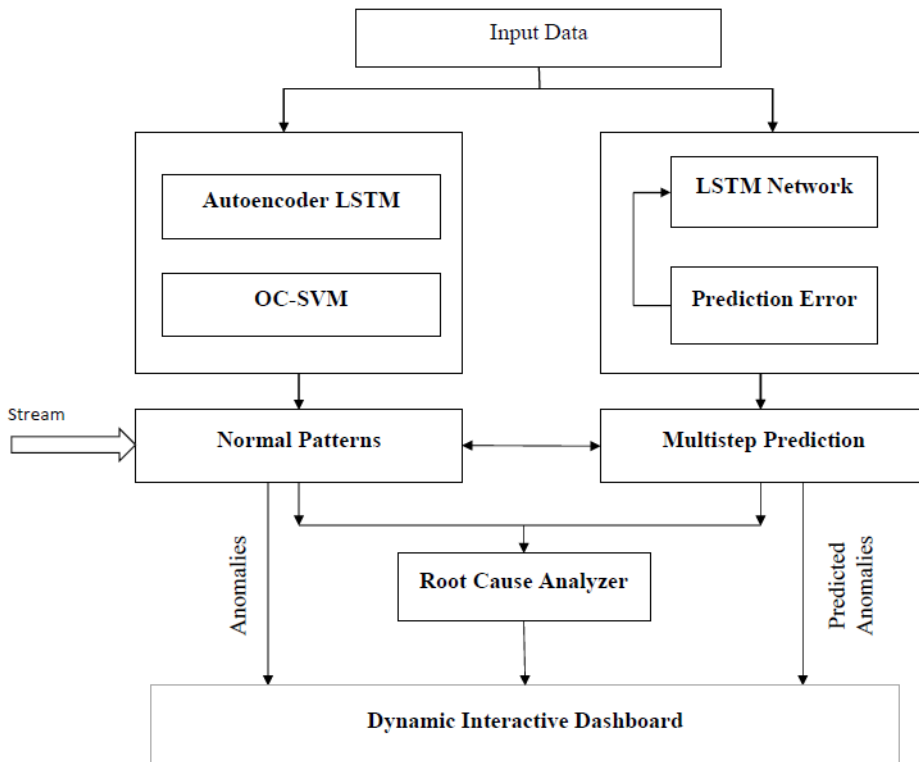 Input Data
Autoencoder LSTM
OC-SVM
LSTM Network
Prediction Error
Stream
Normal Patterns
Multistep Prediction
Anomalies
Root Cause Analyzer
Predicted
Anomalies
Dynamic Interactive Dashboard